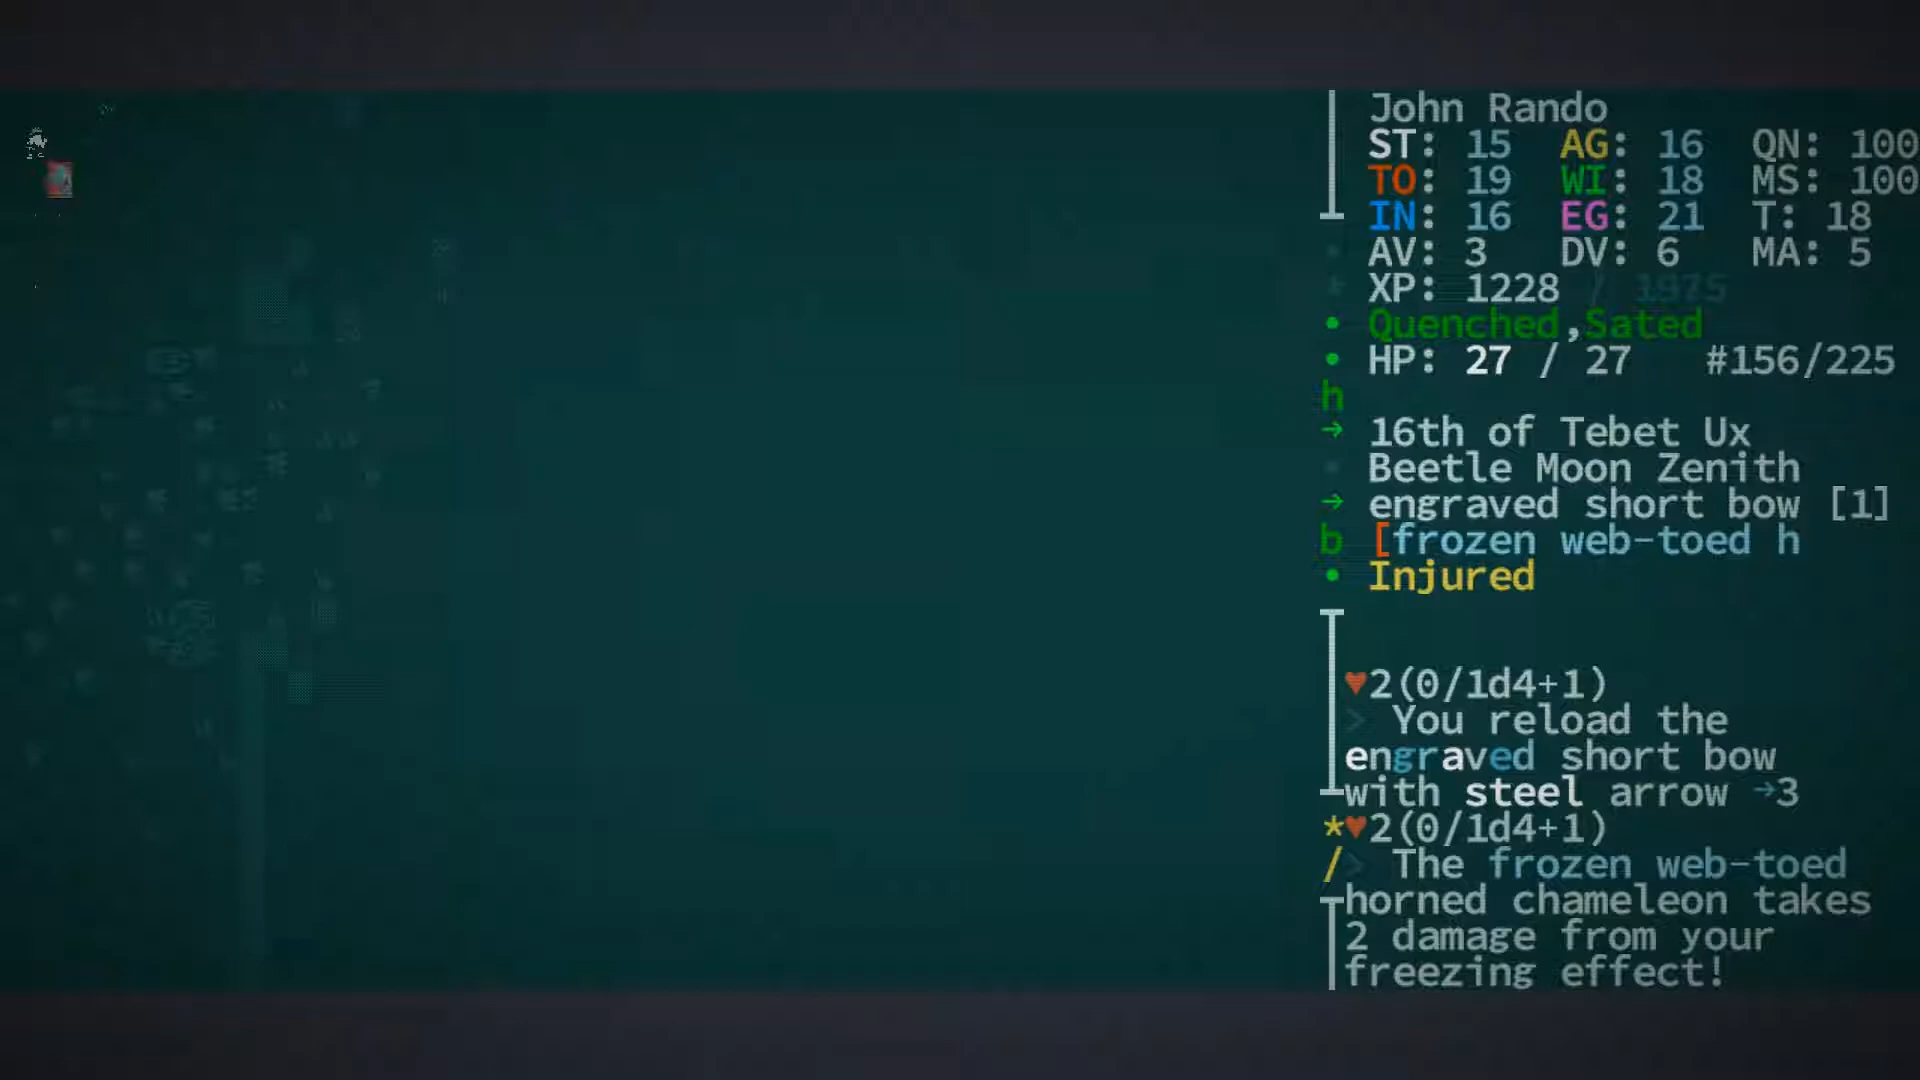 John Rando
ST: 15 AG: 16 QN: 100
TO: 19 WI: 18 MS: 100
IN: 16 EG: 21 T: 18
AV: 3 DV: 6 MA: 5
XP: 1228 / 1975
Quenched,Sated
HP: 27 / 27 #156/225
h
→ 16th of Tebet Ux
Beetle Moon Zenith
→ engraved short bow [1]
b [frozen web-toed h
Injured
♥2(0/1d4+1)
> You reload the
engraved short bow
with steel arrow →3
*♥2(0/1d4+1)
/> The frozen web-toed
horned chameleon takes
2 damage from your
freezing effect!